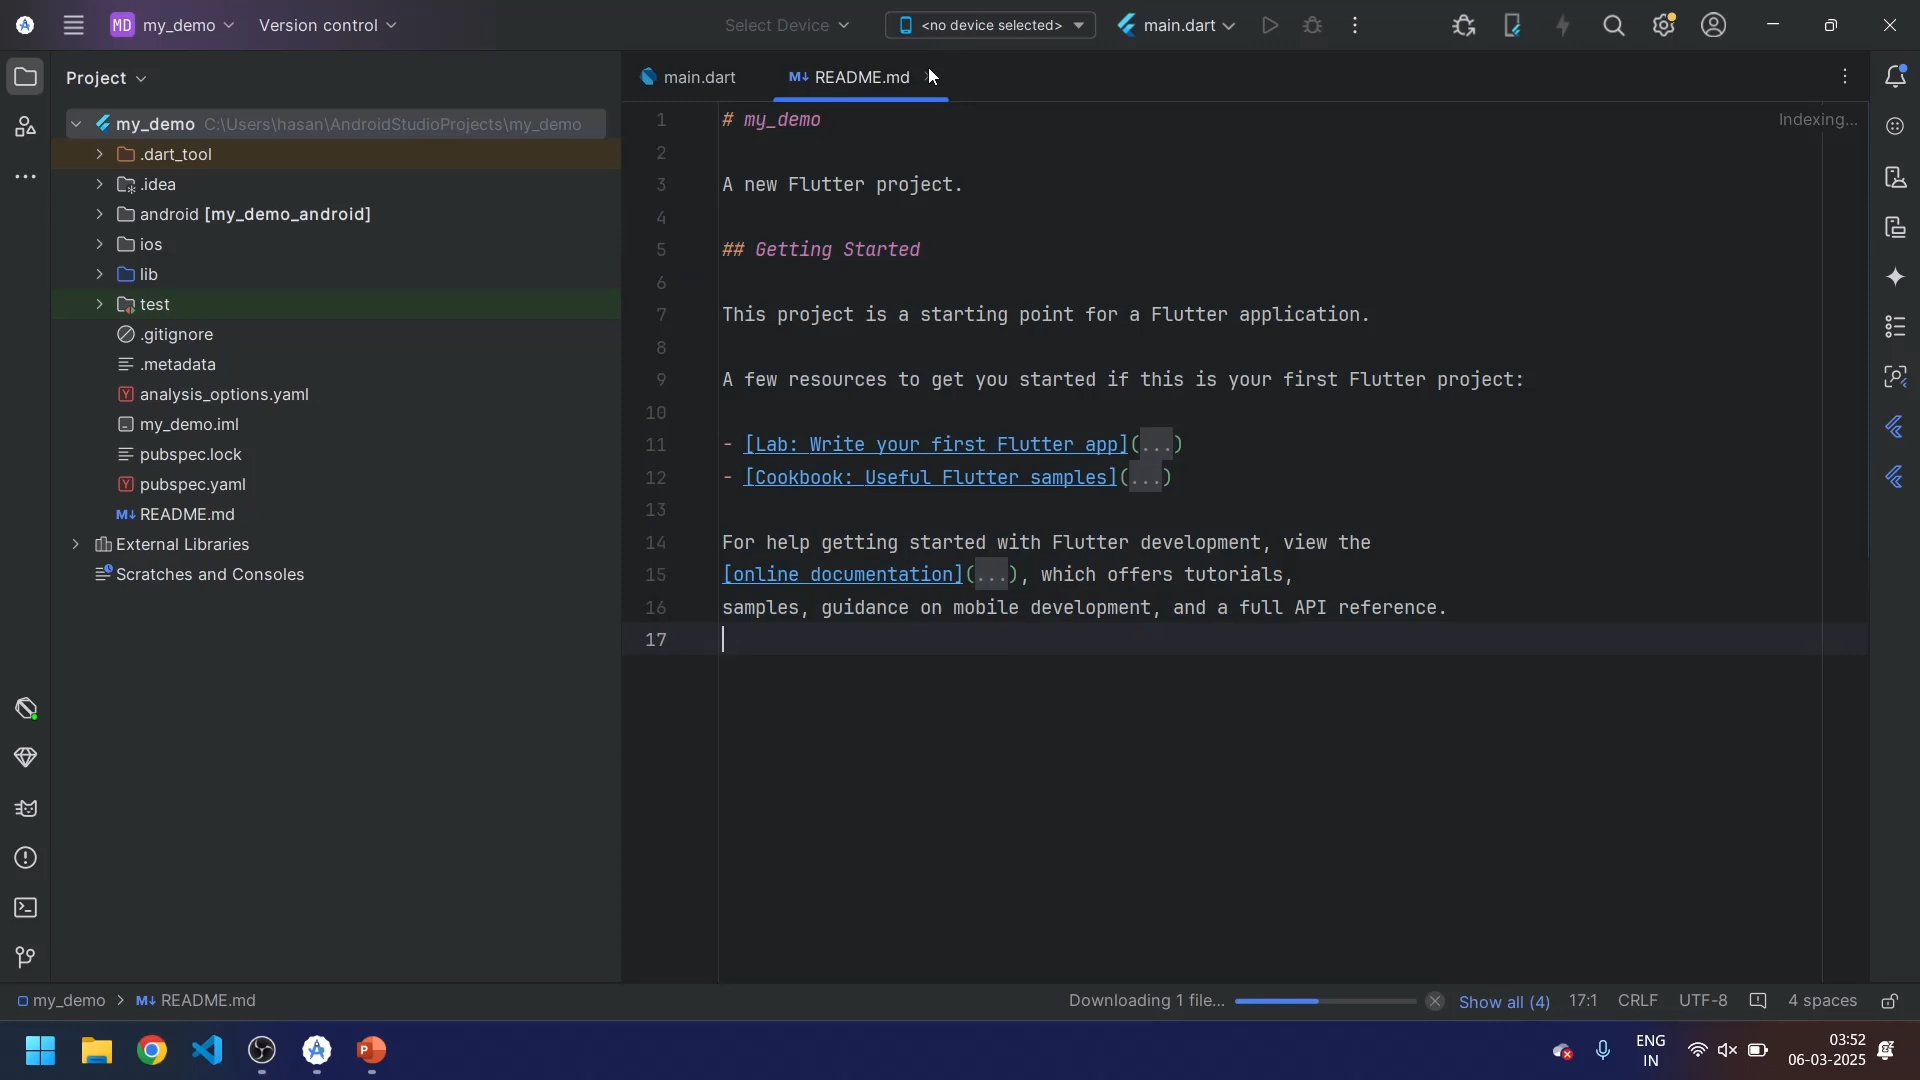 MD my_demo Version control Select Device <no device selected> main.dart
Project
main.dart README.md
my_demo C:\Users\hasan\AndroidStudioProjects\my_demo
.dart_tool
.idea
android [my_demo_android]
ios
lib
test
.gitignore
.metadata
analysis_options.yaml
my_demo.iml
pubspec.lock
pubspec.yaml
M↓ README.md
External Libraries
Scratches and Consoles
1 # my_demo Indexing...
2
3 A new Flutter project.
4
5 ## Getting Started
6
7 This project is a starting point for a Flutter application.
8
9 A few resources to get you started if this is your first Flutter project:
10
11 - [Lab: Write your first Flutter app](...)
12 - [Cookbook: Useful Flutter samples](...)
13
14 For help getting started with Flutter development, view the
15 [online documentation](...), which offers tutorials,
16 samples, guidance on mobile development, and a full API reference.
17
my_demo > M↓ README.md Downloading 1 file... Show all (4) 17:1 CRLF UTF-8 4 spaces
ENG
IN
03:52
06-03-2025